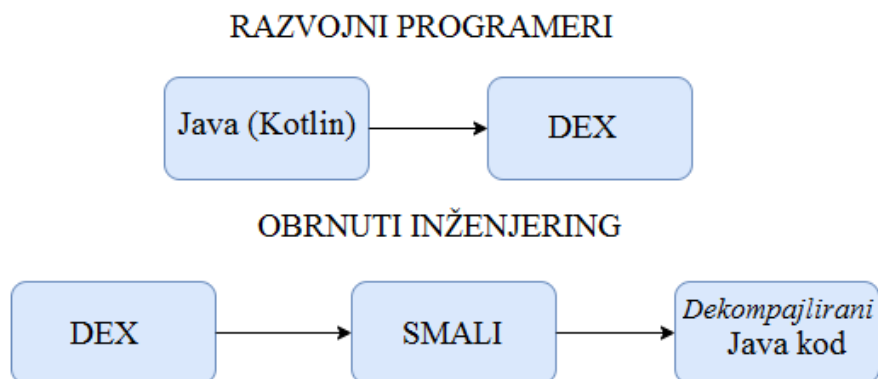 RAZVOJNI PROGRAMERI
Java (Kotlin)
DEX
OBRNUTI INŽENJERING
DEX
SMALI
Dekompajlirani
Java kod